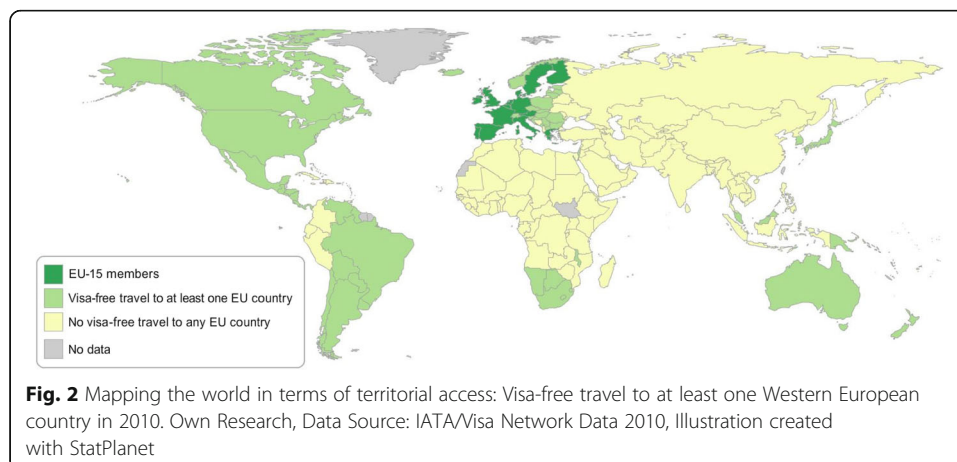 EU-15 members
Visa-free travel to at least one EU country
No visa-free travel to any EU country
No data
Fig. 2 Mapping the world in terms of territorial access: Visa-free travel to at least one Western European
country in 2010. Own Research, Data Source: IATA/Visa Network Data 2010, Illustration created
with StatPlanet